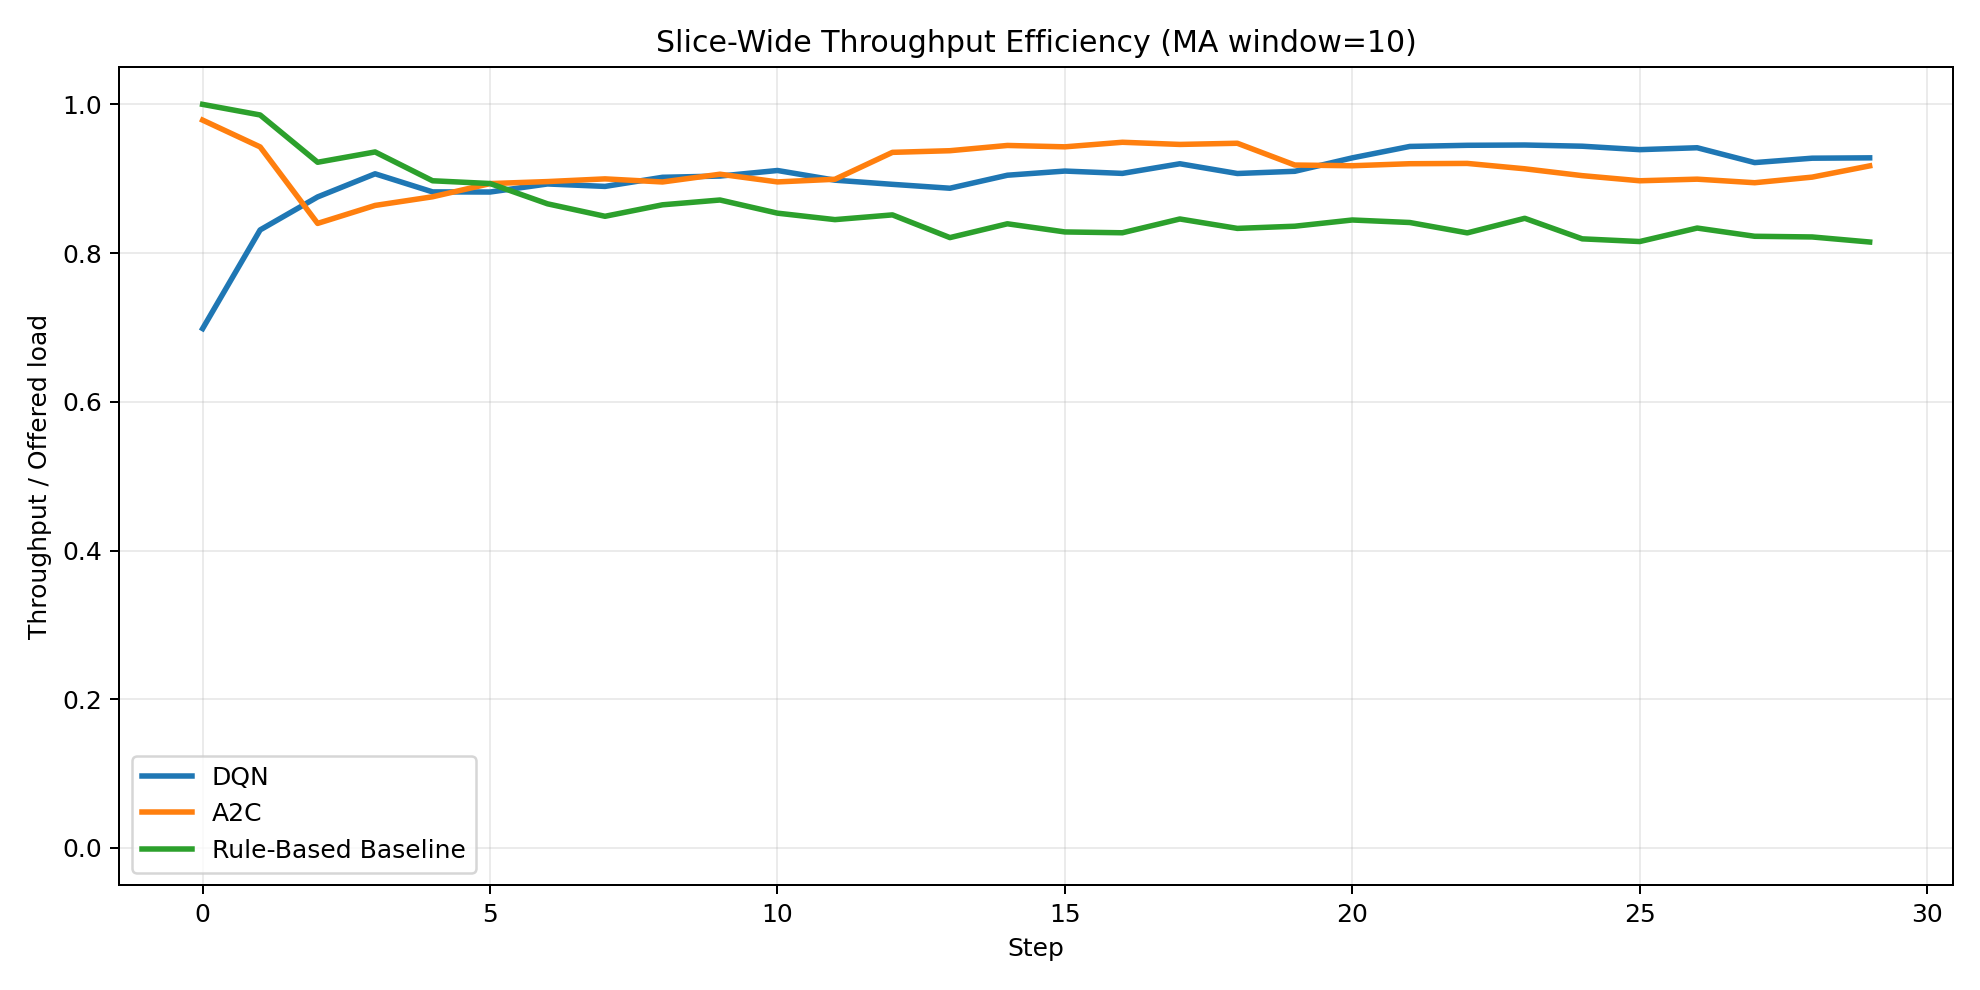 Slice-Wide Throughput Efficiency (MA window=10)
Throughput / Offered load
1.0
0.8
0.6
0.4
0.2
0.0
DQN
A2C
Rule-Based Baseline
0 5 10 15 20 25 30
Step